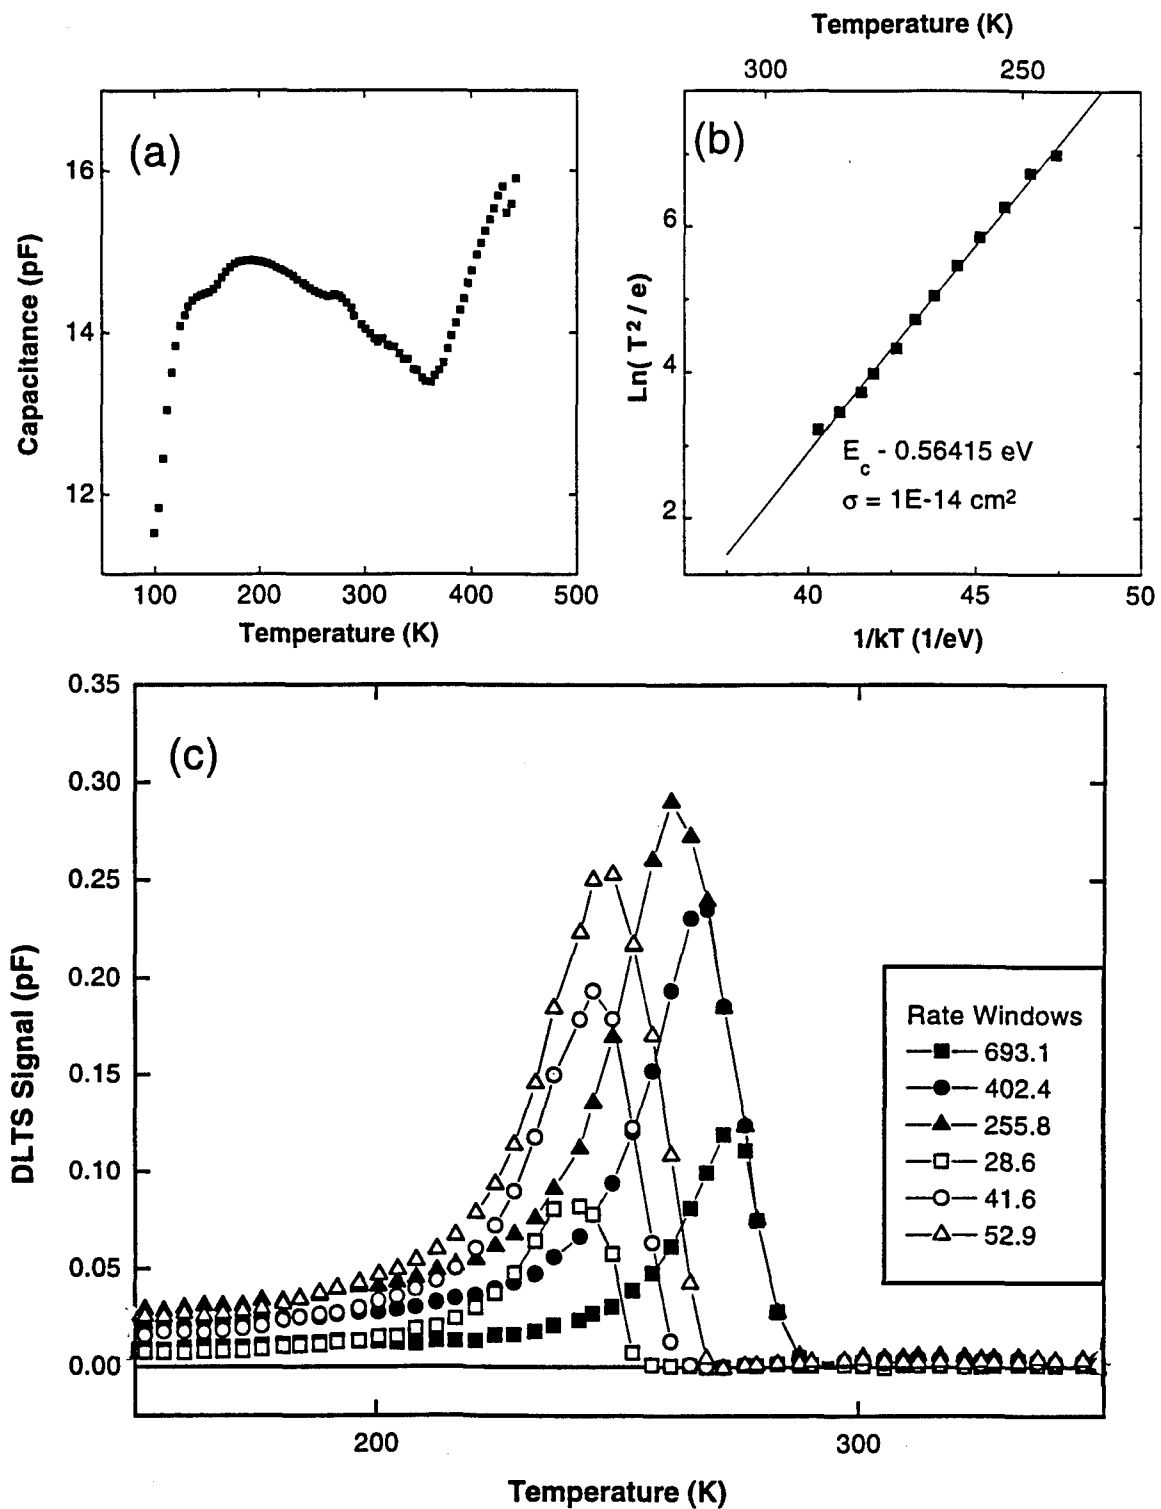 Temperature (K)
300 250
(a)
16
14
12
Capacitance (pF)
100 200 300 400 500
Temperature (K)
(b)
6
4
2
Ln( T² / e)
E_c - 0.56415 eV
σ = 1E-14 cm²
40 45 50
1/kT (1/eV)
(c)
0.35
0.30
0.25
0.20
0.15
0.10
0.05
0.00
DLTS Signal (pF)
Rate Windows
693.1
402.4
255.8
28.6
41.6
52.9
200 300
Temperature (K)